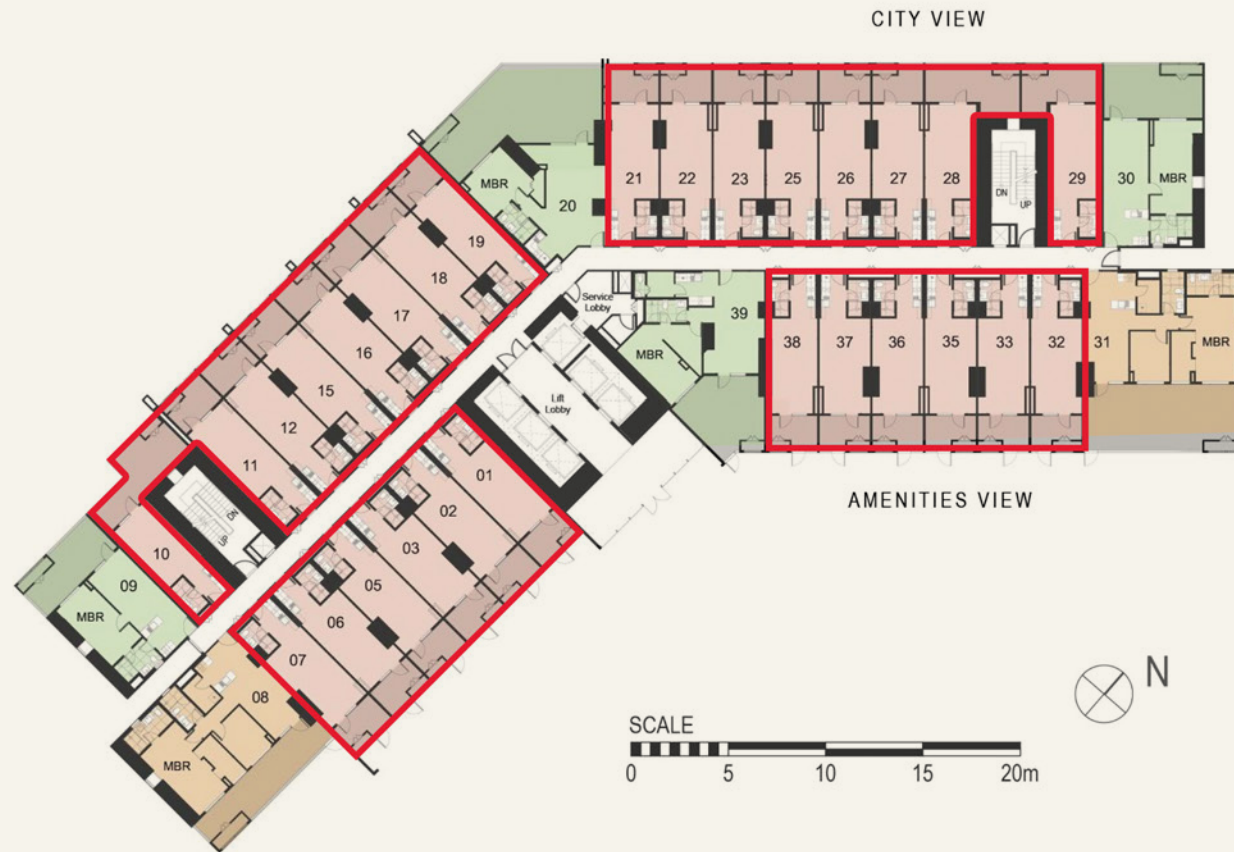 CITY VIEW
21 22 23 25 26 27 28 29 30 MBR
DN
UP
MBR
20
19
18
17
16
15
12
11
10
DN
UP
09
MBR
Service
Lobby
MBR
39
38 37 36 35 33 32 31 MBR
Lift
Lobby
01
02
03
05
06
07
08
MBR
AMENITIES VIEW
N
SCALE
0 5 10 15 20m